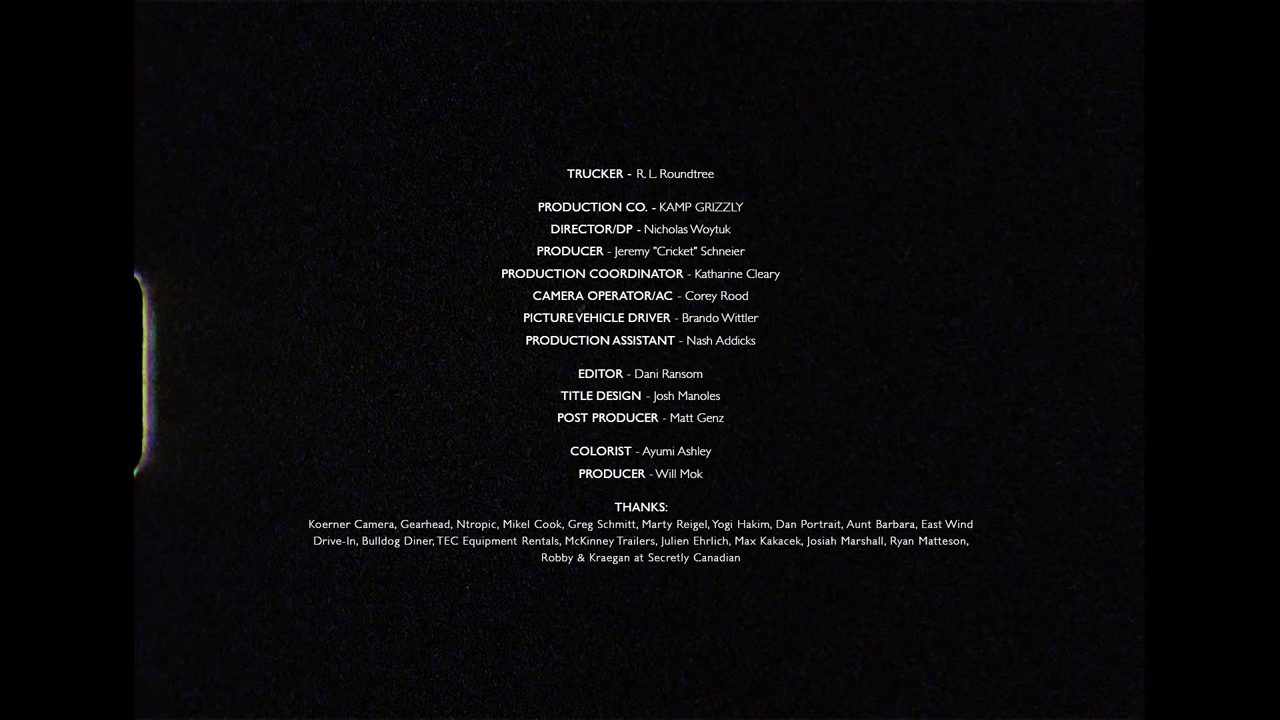 TRUCKER - R. L. Roundtree
PRODUCTION CO. - KAMP GRIZZLY
DIRECTOR/DP - Nicholas Woytuk
PRODUCER - Jeremy "Cricket" Schneier
PRODUCTION COORDINATOR - Katharine Cleary
CAMERA OPERATOR/AC - Corey Rood
PICTURE VEHICLE DRIVER - Brando Wittler
PRODUCTION ASSISTANT - Nash Addicks
EDITOR - Dani Ransom
TITLE DESIGN - Josh Manoles
POST PRODUCER - Matt Genz
COLORIST - Ayumi Ashley
PRODUCER - Will Mok
THANKS:
Koerner Camera, Gearhead, Ntropic, Mikel Cook, Greg Schmitt, Marty Reigel, Yogi Hakim, Dan Portrait, Aunt Barbara, East Wind
Drive-In, Bulldog Diner, TEC Equipment Rentals, McKinney Trailers, Julien Ehrlich, Max Kakacek, Josiah Marshall, Ryan Matteson,
Robby & Kraegan at Secretly Canadian